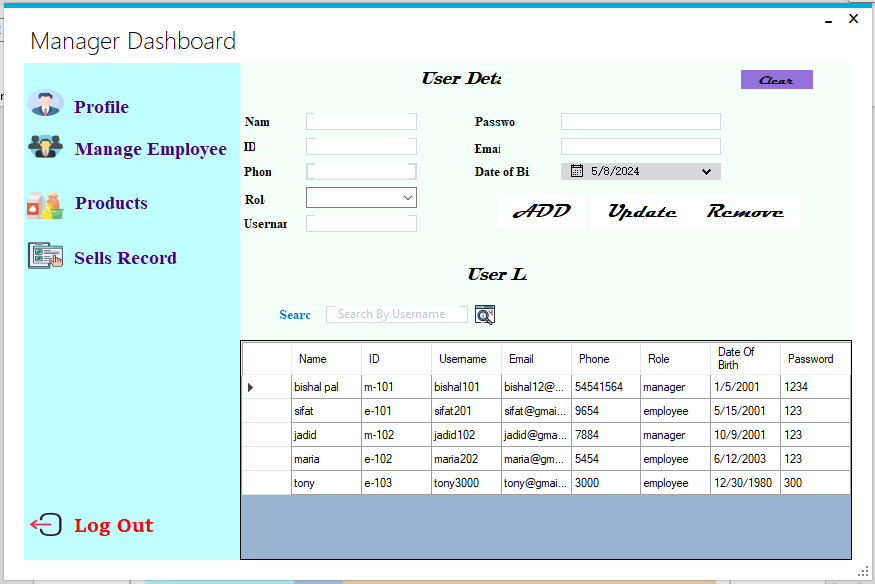 Manager Dashboard
Profile
Manage Employee
Products
Sells Record
Log Out
User Deta
Clear
Nam
ID
Phon
Rol
Usernar
Passwo
Emai
Date of Bi
5/8/2024
ADD
Update
Remove
User L
Searc
Search By Username
Name ID Username Email Phone Role Date Of Birth Password
bishal pal m-101 bishal101 bishal12@... 54541564 manager 1/5/2001 1234
sifat e-101 sifat201 sifat@gmai... 9654 employee 5/15/2001 123
jadid m-102 jadid102 jadid@gma... 7884 manager 10/9/2001 123
maria e-102 maria202 maria@gm... 5454 employee 6/12/2003 123
tony e-103 tony3000 tony@gmai... 3000 employee 12/30/1980 300